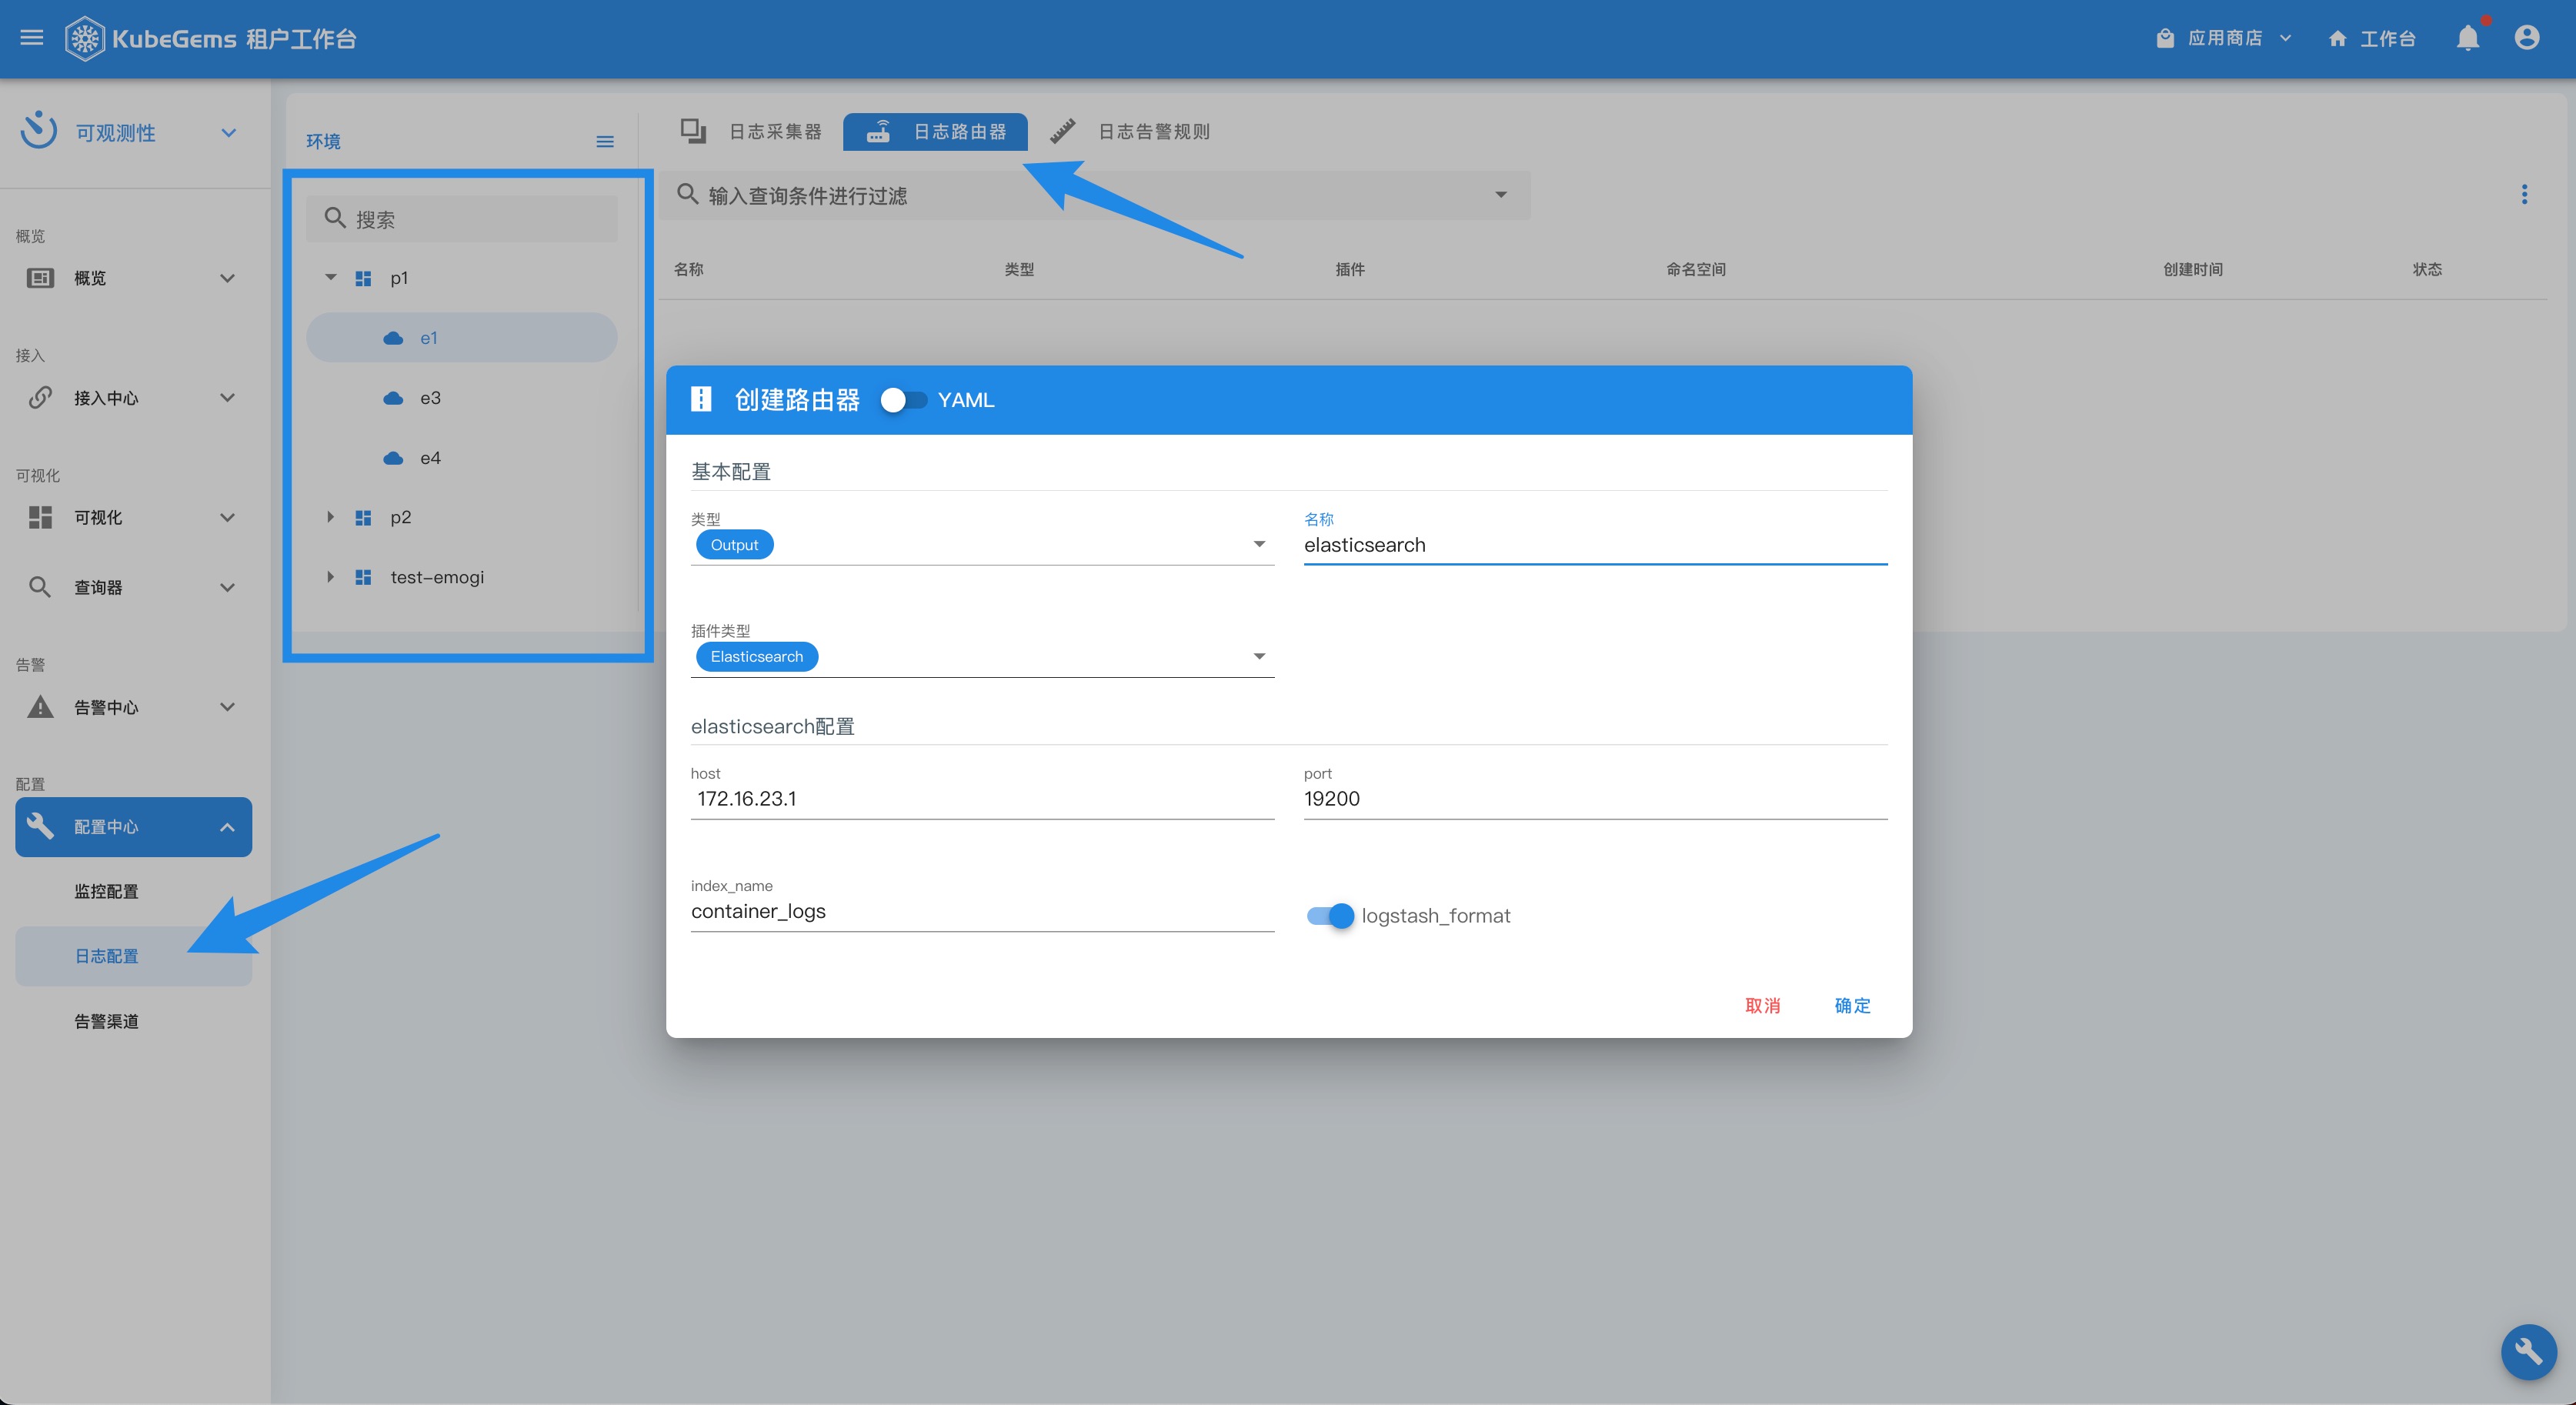 KubeGems 租户工作台
应用商店
工作台
可观测性
概览
概览
接入
接入中心
可视化
可视化
查询器
告警
告警中心
配置
配置中心
监控配置
日志配置
告警渠道
环境
搜索
p1
e1
e3
e4
p2
test-emogi
日志采集器
日志路由器
日志告警规则
输入查询条件进行过滤
名称 类型 插件 命名空间 创建时间 状态
创建路由器 YAML
基本配置
类型
Output
名称
elasticsearch
插件类型
Elasticsearch
elasticsearch配置
host
172.16.23.1
port
19200
index_name
container_logs
logstash_format
取消
确定